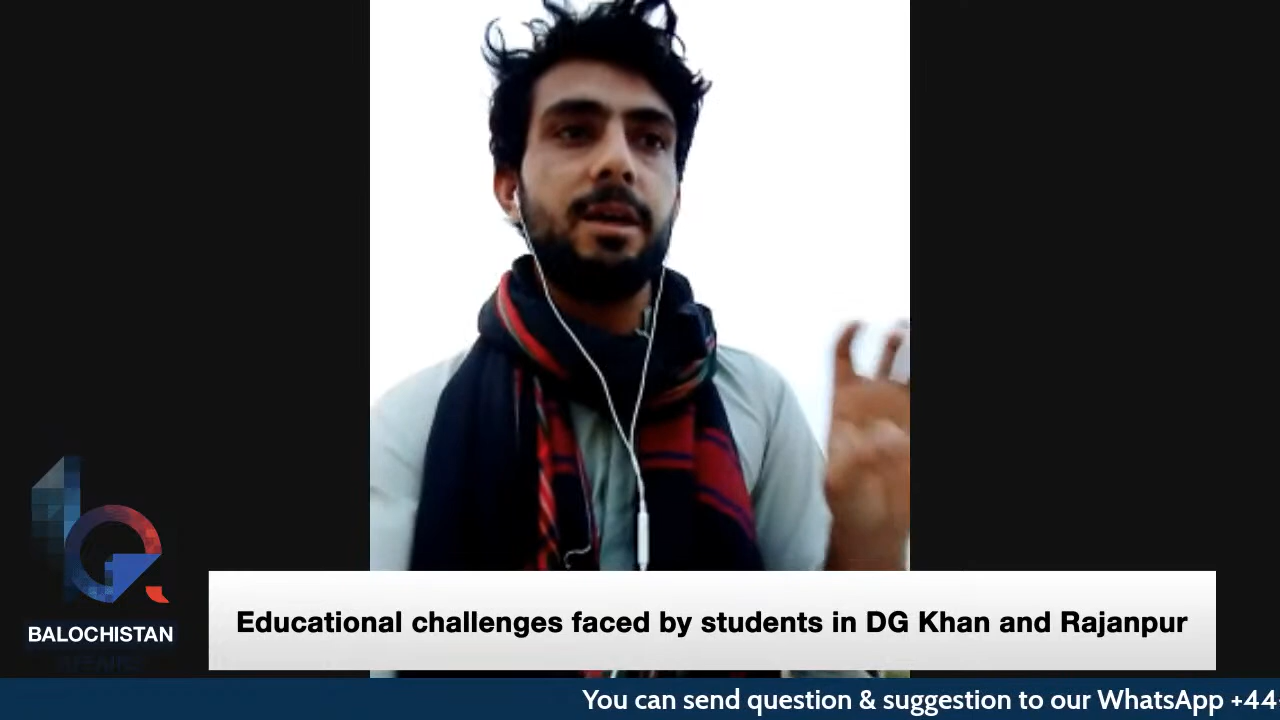 BALOCHISTAN
AFFAIRS
Educational challenges faced by students in DG Khan and Rajanpur
You can send question & suggestion to our WhatsApp +44